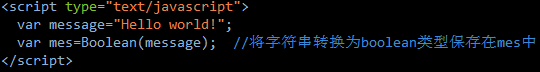 <script type="text/javascript">
var message="Hello world!";
var mes=Boolean(message);  //将字符串转换为boolean类型保存在mes中
</script>